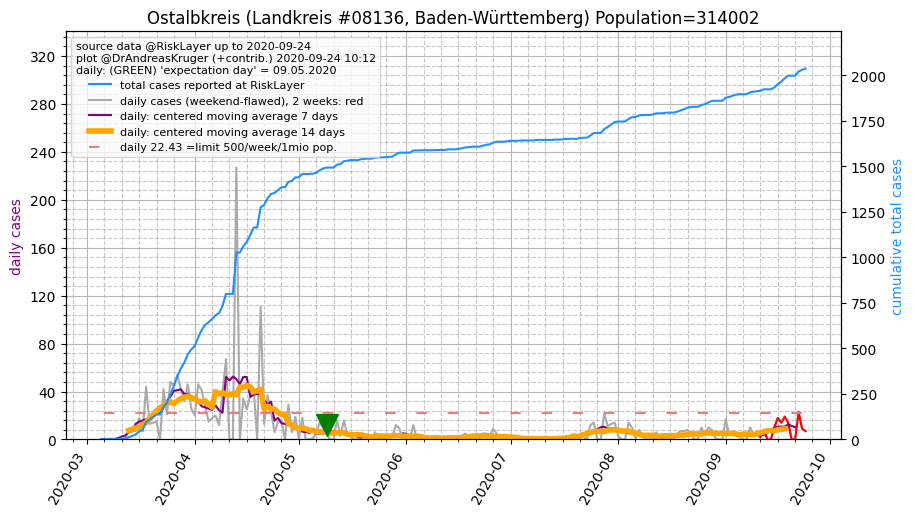 Ostalbkreis (Landkreis #08136, Baden-Württemberg) Population=314002
source data @RiskLayer up to 2020-09-24
plot @DrAndreasKruger (+contrib.) 2020-09-24 10:12
daily: (GREEN) 'expectation day' = 09.05.2020
total cases reported at RiskLayer
daily cases (weekend-flawed), 2 weeks: red
daily: centered moving average 7 days
daily: centered moving average 14 days
daily 22.43 =limit 500/week/1mio pop.
daily cases
320
280
240
200
160
120
80
40
0
cumulative total cases
2000
1750
1500
1250
1000
750
500
250
0
2020-03
2020-04
2020-05
2020-06
2020-07
2020-08
2020-09
2020-10